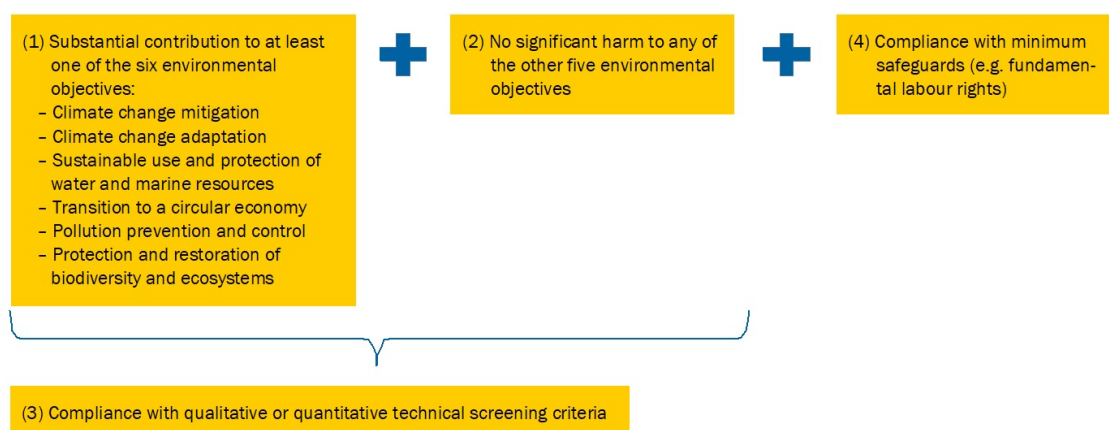 (1) Substantial contribution to at least
one of the six environmental
objectives:
– Climate change mitigation
– Climate change adaptation
– Sustainable use and protection of
water and marine resources
– Transition to a circular economy
– Pollution prevention and control
– Protection and restoration of
biodiversity and ecosystems
(2) No significant harm to any of
the other five environmental
objectives
(4) Compliance with minimum
safeguards (e.g. fundamen-
tal labour rights)
(3) Compliance with qualitative or quantitative technical screening criteria